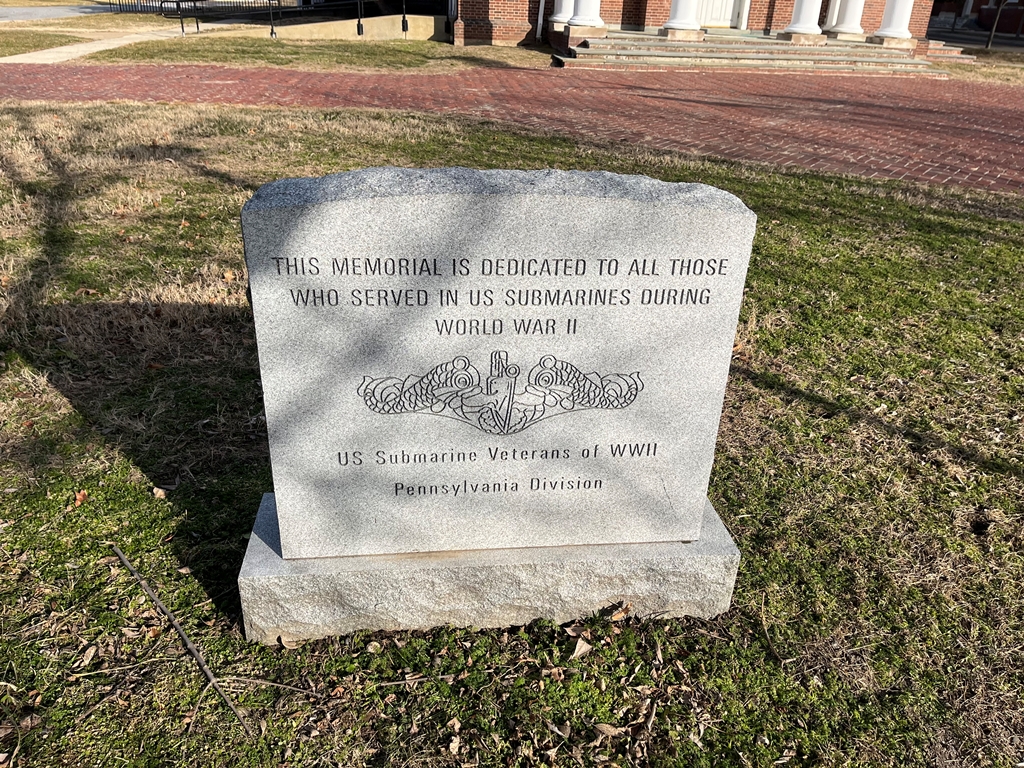 THIS MEMORIAL IS DEDICATED TO ALL THOSE
WHO SERVED IN US SUBMARINES DURING
WORLD WAR II
US Submarine Veterans of WWII
Pennsylvania Division